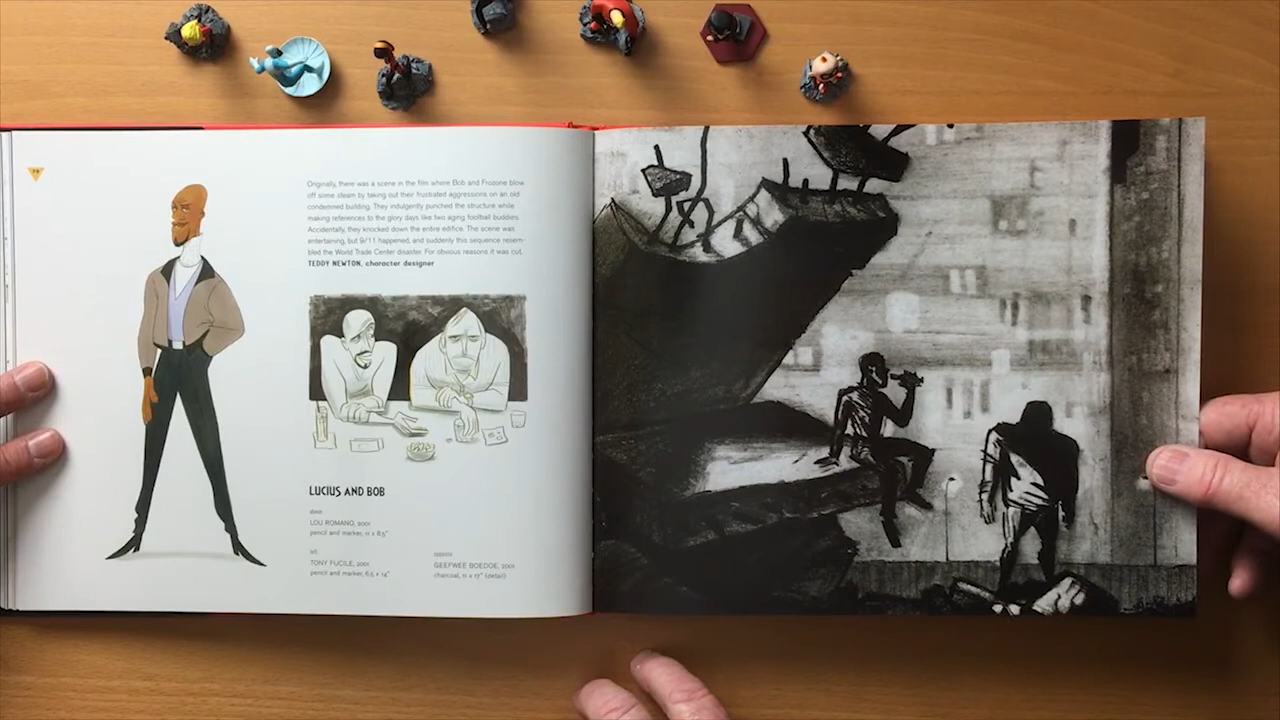 Originally, there was a scene in the film where Bob and Frozone blow
off some steam by taking out their frustrated aggressions on an old
condemned building. They indulgently punched the structure while
making references to the glory days like two aging football buddies.
Accidentally, they knocked down the entire edifice. The scene was
entertaining, but 9/11 happened, and suddenly this sequence resem-
bled the World Trade Center disaster. For obvious reasons it was cut.
TEDDY NEWTON, character designer
LUCIUS AND BOB
above
LOU ROMANO, 2001
pencil and marker, 11 x 8.5"
left
TONY FUCILE, 2001
pencil and marker, 6.5 x 14"
opposite
GEEFWEE BOEDOE, 2001
charcoal, 11 x 17" (detail)